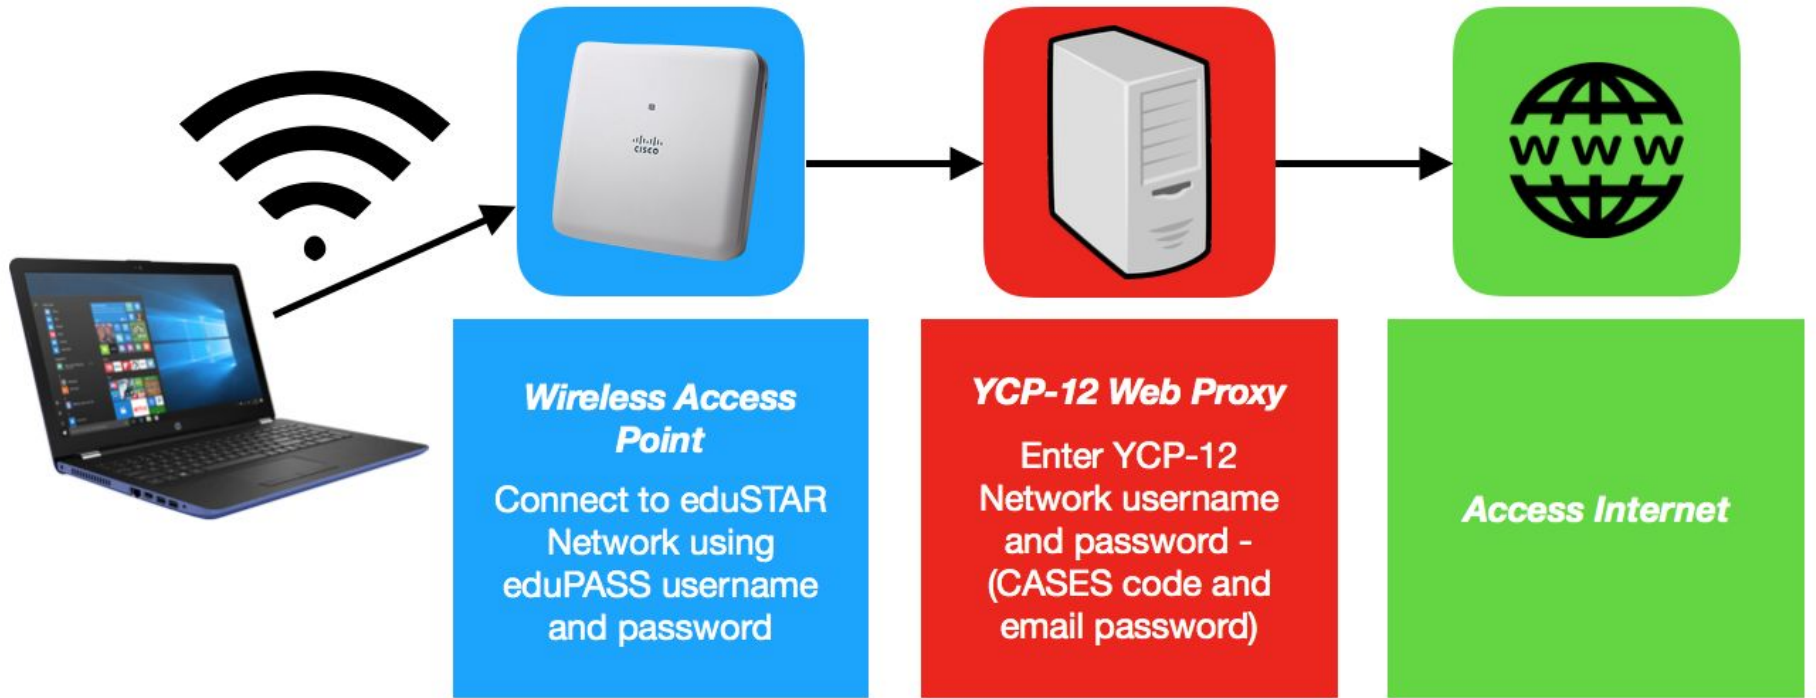 CISCO
WWW
Wireless Access
Point
Connect to eduSTAR
Network using
eduPASS username
and password
YCP-12 Web Proxy
Enter YCP-12
Network username
and password -
(CASES code and
email password)
Access Internet